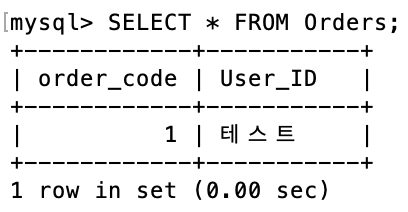 [mysql> SELECT * FROM Orders;
+------------+-----------+
| order_code | User_ID   |
+------------+-----------+
|          1 | 테스트    |
+------------+-----------+
1 row in set (0.00 sec)